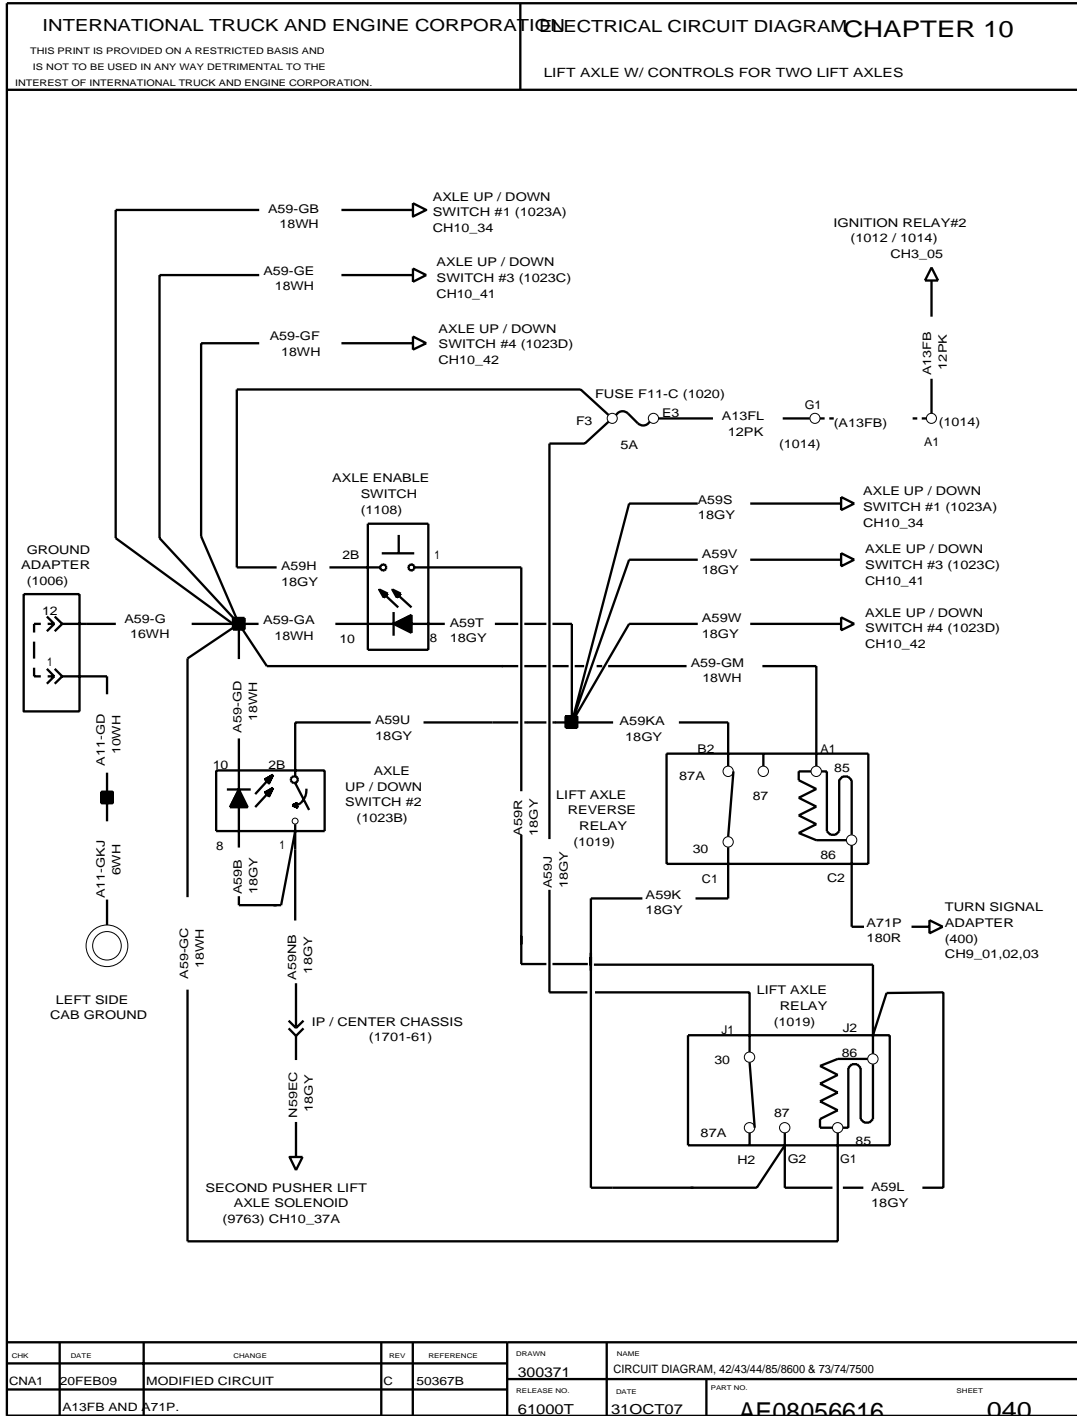 INTERNATIONAL TRUCK AND ENGINE CORPORATION
THIS PRINT IS PROVIDED ON A RESTRICTED BASIS AND
IS NOT TO BE USED IN ANY WAY DETRIMENTAL TO THE
INTEREST OF INTERNATIONAL TRUCK AND ENGINE CORPORATION.
ELECTRICAL CIRCUIT DIAGRAM
CHAPTER 10
LIFT AXLE W/ CONTROLS FOR TWO LIFT AXLES
A59-GB
18WH
AXLE UP / DOWN
SWITCH #1 (1023A)
CH10_34
A59-GE
18WH
AXLE UP / DOWN
SWITCH #3 (1023C)
CH10_41
A59-GF
18WH
AXLE UP / DOWN
SWITCH #4 (1023D)
CH10_42
IGNITION RELAY#2
(1012 / 1014)
CH3_05
A13FB
12PK
FUSE F11-C (1020)
F3
E3
5A
A13FL
12PK
G1
(1014)
(A13FB)
(1014)
A1
AXLE ENABLE
SWITCH
(1108)
2B
1
10
8
A59H
18GY
A59-GA
18WH
A59T
18GY
A59S
18GY
AXLE UP / DOWN
SWITCH #1 (1023A)
CH10_34
A59V
18GY
AXLE UP / DOWN
SWITCH #3 (1023C)
CH10_41
A59W
18GY
AXLE UP / DOWN
SWITCH #4 (1023D)
CH10_42
GROUND
ADAPTER
(1006)
12
1
A59-G
16WH
A59-GM
18WH
A11-GD
10WH
A11-GKJ
6WH
LEFT SIDE
CAB GROUND
A59-GD
18WH
A59U
18GY
A59KA
18GY
10
2B
8
1
AXLE
UP / DOWN
SWITCH #2
(1023B)
A59B
18GY
A59-GC
18WH
A59NB
18GY
IP / CENTER CHASSIS
(1701-61)
N59EC
18GY
SECOND PUSHER LIFT
AXLE SOLENOID
(9763) CH10_37A
A59R
18GY
A59J
18GY
LIFT AXLE
REVERSE
RELAY
(1019)
B2
A1
87A
87
85
30
86
C1
C2
A59K
18GY
A71P
180R
TURN SIGNAL
ADAPTER
(400)
CH9_01,02,03
LIFT AXLE
RELAY
(1019)
J1
J2
30
86
87
87A
85
H2
G2
G1
A59L
18GY
CHK DATE CHANGE REV REFERENCE
CNA1 20FEB09 MODIFIED CIRCUIT C 50367B
A13FB AND A71P.
DRAWN
300371
NAME
CIRCUIT DIAGRAM, 42/43/44/85/8600 & 73/74/7500
RELEASE NO.
61000T
DATE
31OCT07
PART NO.
AE08056616
SHEET
040